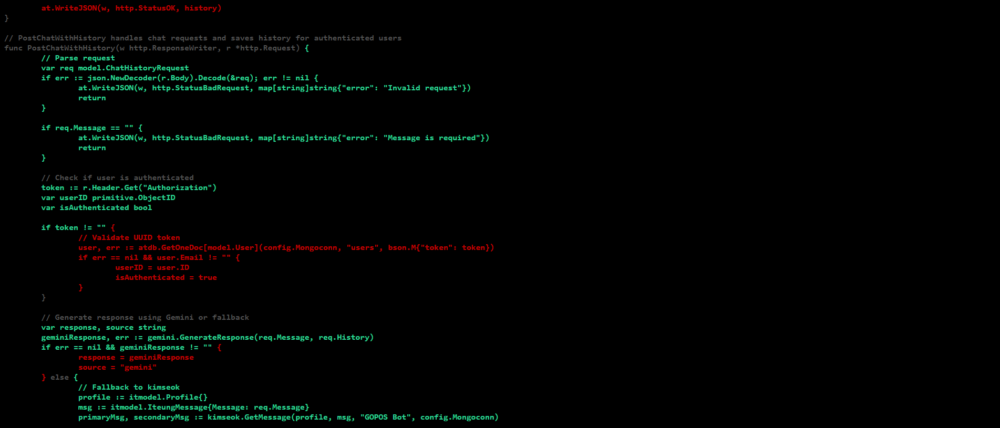 at.WriteJSON(w, http.StatusOK, history)
}
// PostChatWithHistory handles chat requests and saves history for authenticated users
func PostChatWithHistory(w http.ResponseWriter, r *http.Request) {
// Parse request
var req model.ChatHistoryRequest
if err := json.NewDecoder(r.Body).Decode(&req); err != nil {
at.WriteJSON(w, http.StatusBadRequest, map[string]string{"error": "Invalid request"})
return
}
if req.Message == "" {
at.WriteJSON(w, http.StatusBadRequest, map[string]string{"error": "Message is required"})
return
}
// Check if user is authenticated
token := r.Header.Get("Authorization")
var userID primitive.ObjectID
var isAuthenticated bool
if token != "" {
// Validate UUID token
user, err := atdb.GetOneDoc[model.User](config.Mongoconn, "users", bson.M{"token": token})
if err == nil && user.Email != "" {
userID = user.ID
isAuthenticated = true
}
}
// Generate response using Gemini or fallback
var response, source string
geminiResponse, err := gemini.GenerateResponse(req.Message, req.History)
if err == nil && geminiResponse != "" {
response = geminiResponse
source = "gemini"
} else {
// Fallback to kimseok
profile := itmodel.Profile{}
msg := itmodel.IteungMessage{Message: req.Message}
primaryMsg, secondaryMsg := kimseok.GetMessage(profile, msg, "GOPOS Bot", config.Mongoconn)